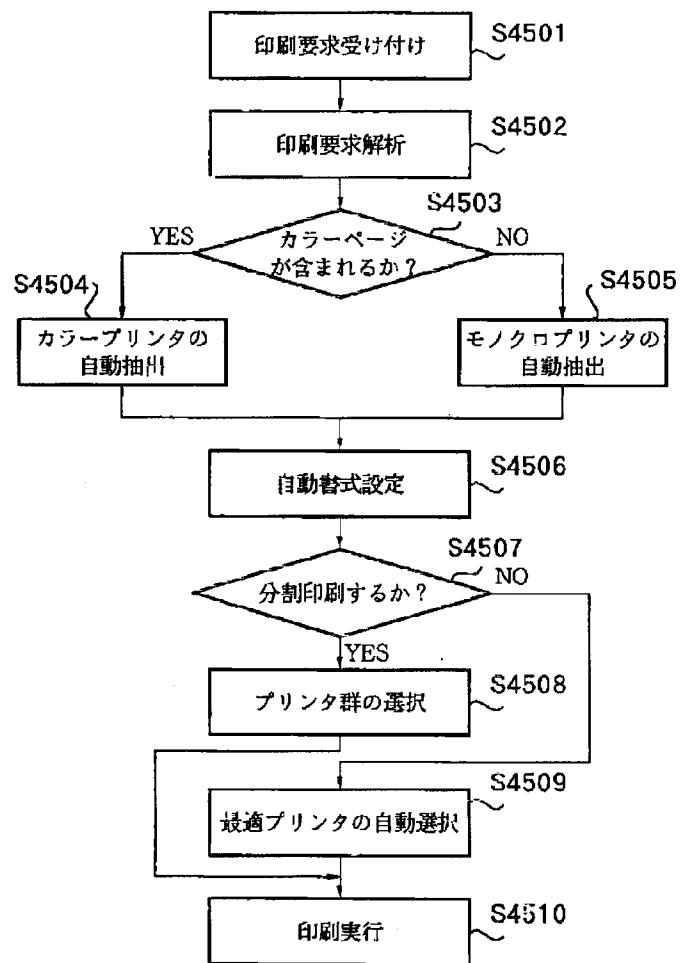 印刷要求受け付け
S4501
印刷要求解析
S4502
S4503
カラーページ
が含まれるか？
YES
NO
S4504
カラープリンタの
自動抽出
S4505
モノクロプリンタの
自動抽出
自動書式設定
S4506
S4507
分割印刷するか？
NO
YES
プリンタ群の選択
S4508
S4509
最適プリンタの自動選択
印刷実行
S4510